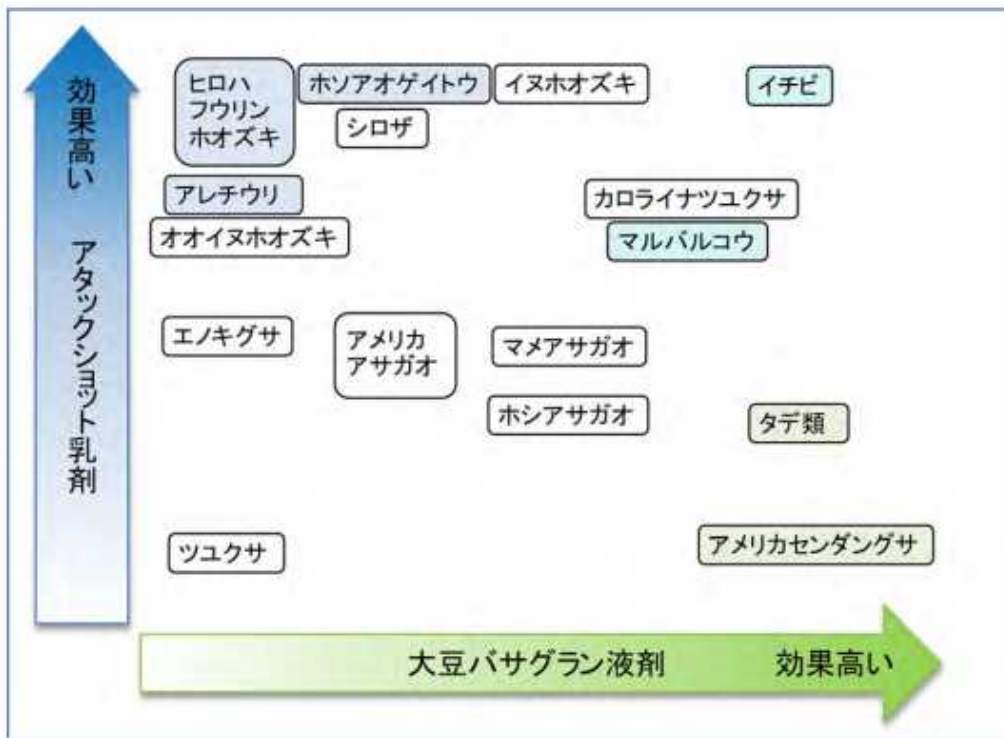 効果高い アタックショット乳剤
ヒロハ
フウリン
ホオズキ
ホソアオゲイトウ
イヌホオズキ
イチビ
シロザ
アレチウリ
カロライナツユクサ
オオイヌホオズキ
マルバルコウ
エノキグサ
アメリカ
アサガオ
マメアサガオ
ホシアサガオ
タデ類
ツユクサ
アメリカセンダングサ
大豆バサグラン液剤 効果高い